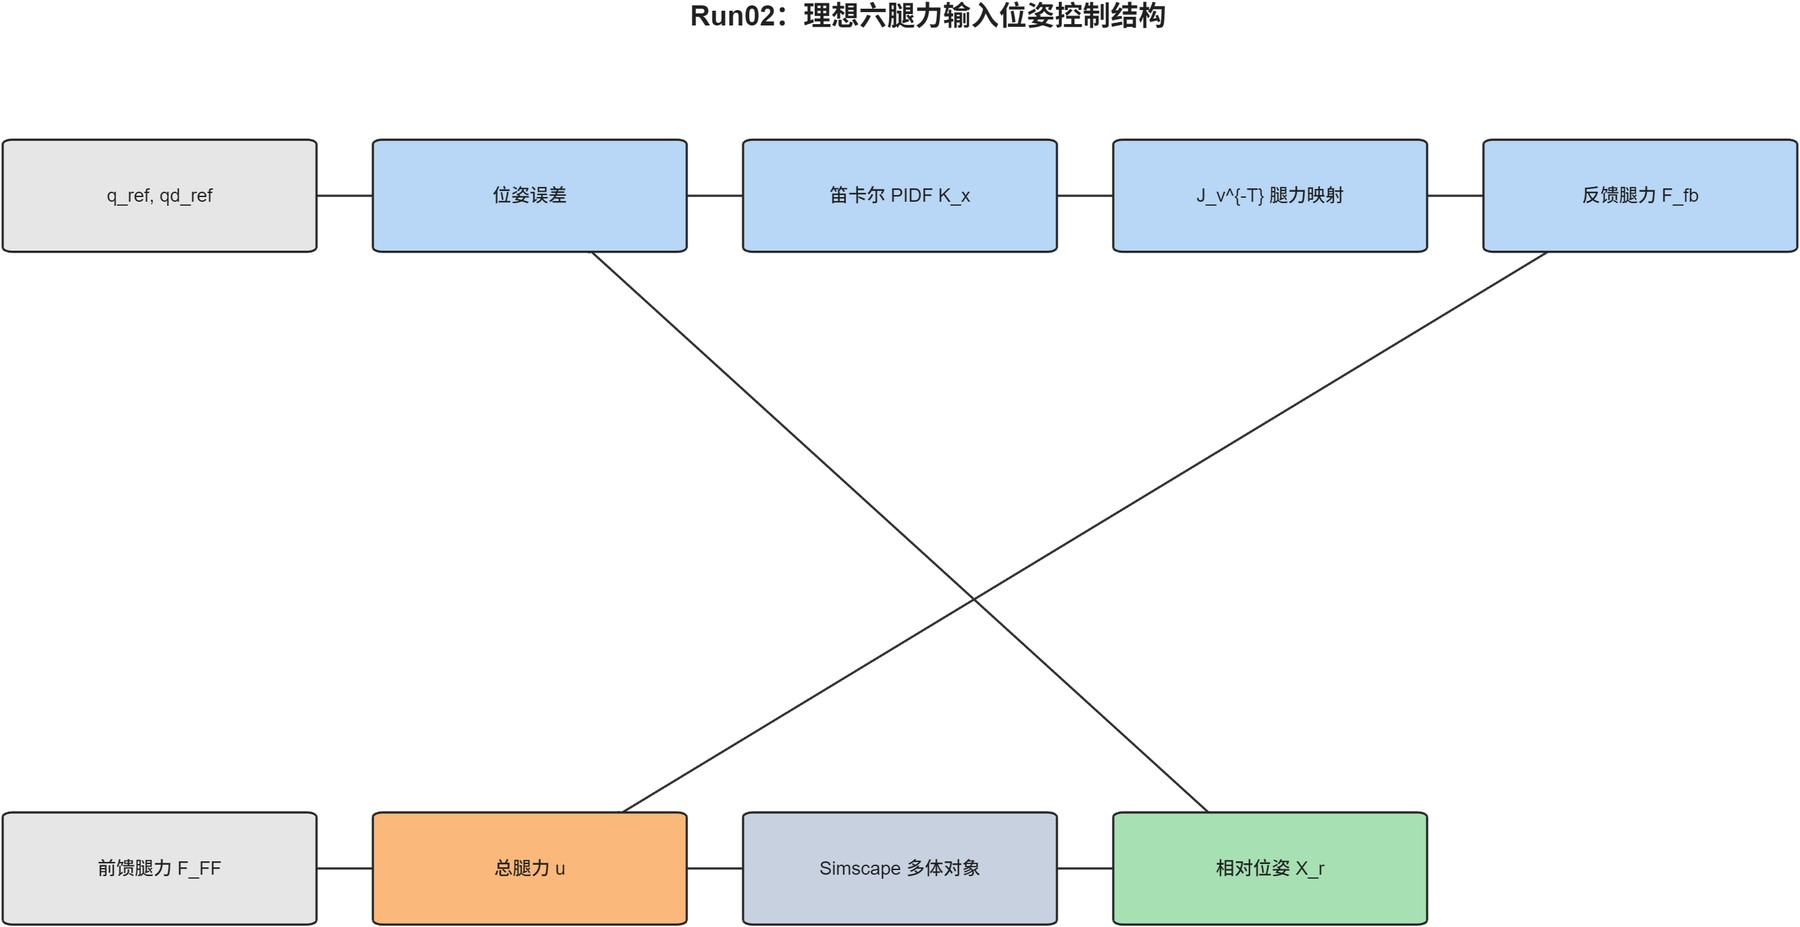 Run02：理想六腿力输入位姿控制结构
q_ref, qd_ref
位姿误差
笛卡尔 PIDF K_x
J_v^{-T} 腿力映射
反馈腿力 F_fb
前馈腿力 F_FF
总腿力 u
Simscape 多体对象
相对位姿 X_r